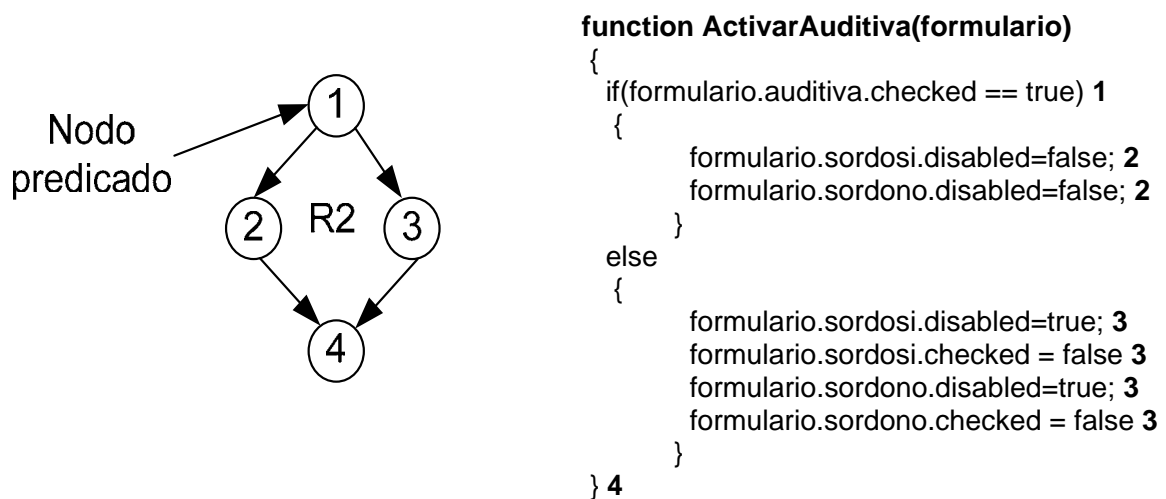 1
Nodo
predicado
2
R2
3
4
function ActivarAuditiva(formulario)
{
if(formulario.auditiva.checked == true) 1
{
formulario.sordosi.disabled=false; 2
formulario.sordono.disabled=false; 2
}
else
{
formulario.sordosi.disabled=true; 3
formulario.sordosi.checked = false 3
formulario.sordono.disabled=true; 3
formulario.sordono.checked = false 3
}
} 4